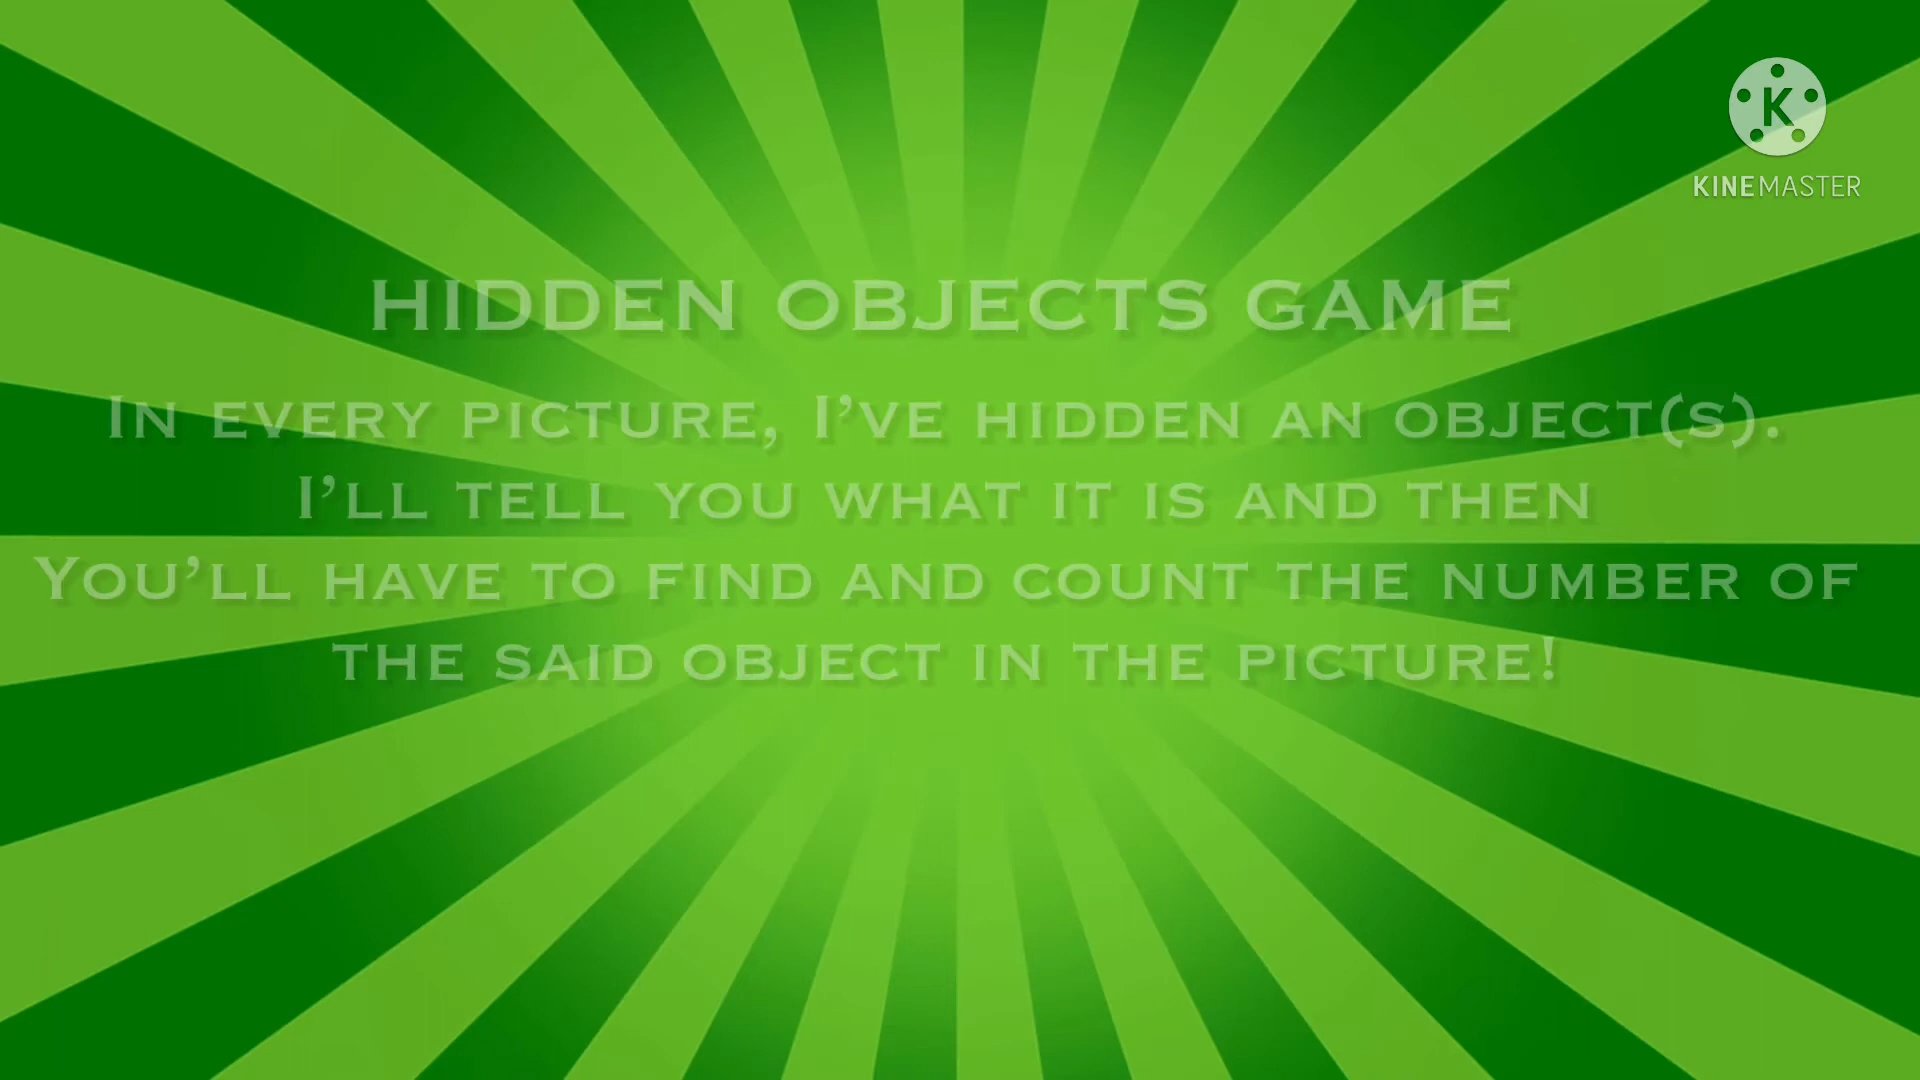 K
KINEMASTER
HIDDEN OBJECTS GAME
In every picture, I've hidden an object(s).
I'll tell you what it is and then
You'll have to find and count the number of
the said object in the picture!